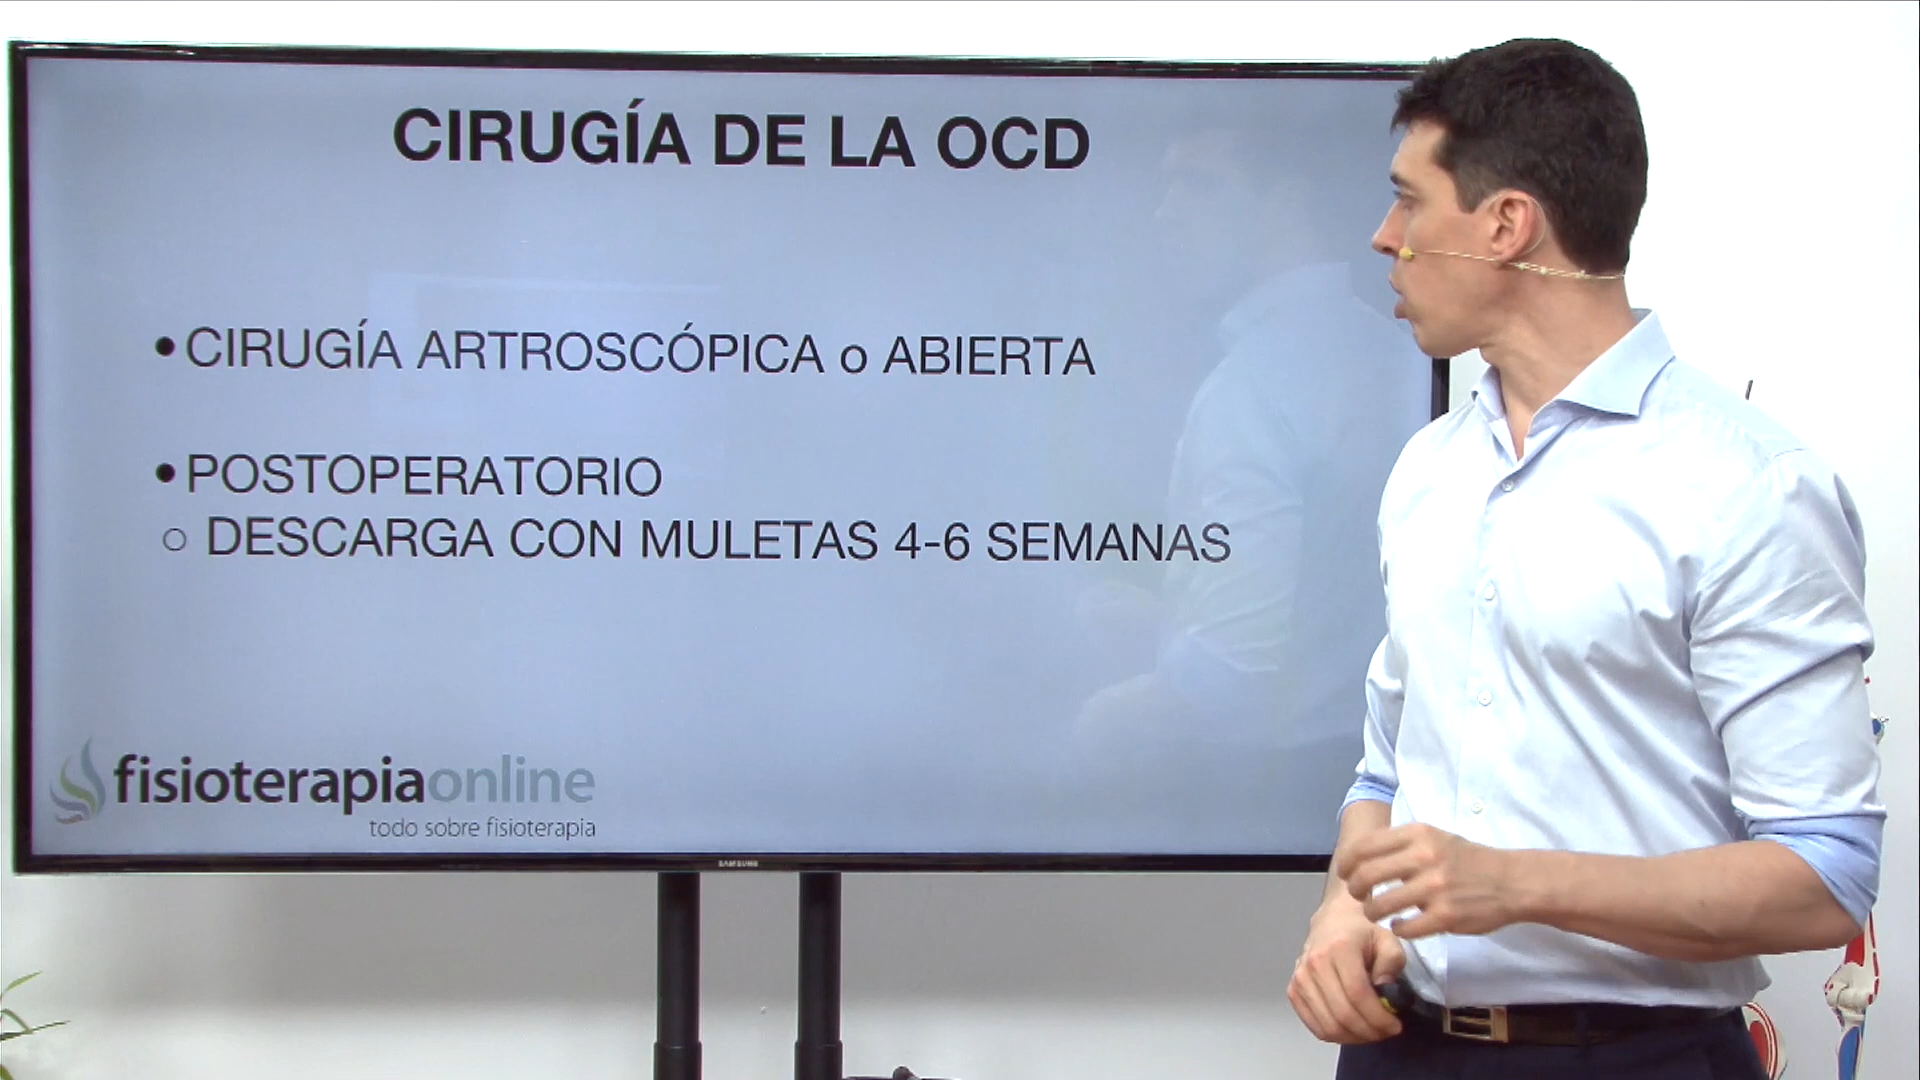 CIRUGÍA DE LA OCD
• CIRUGÍA ARTROSCÓPICA o ABIERTA
• POSTOPERATORIO
○ DESCARGA CON MULETAS 4-6 SEMANAS
fisioterapiaonline
todo sobre fisioterapia
SAMSUNG